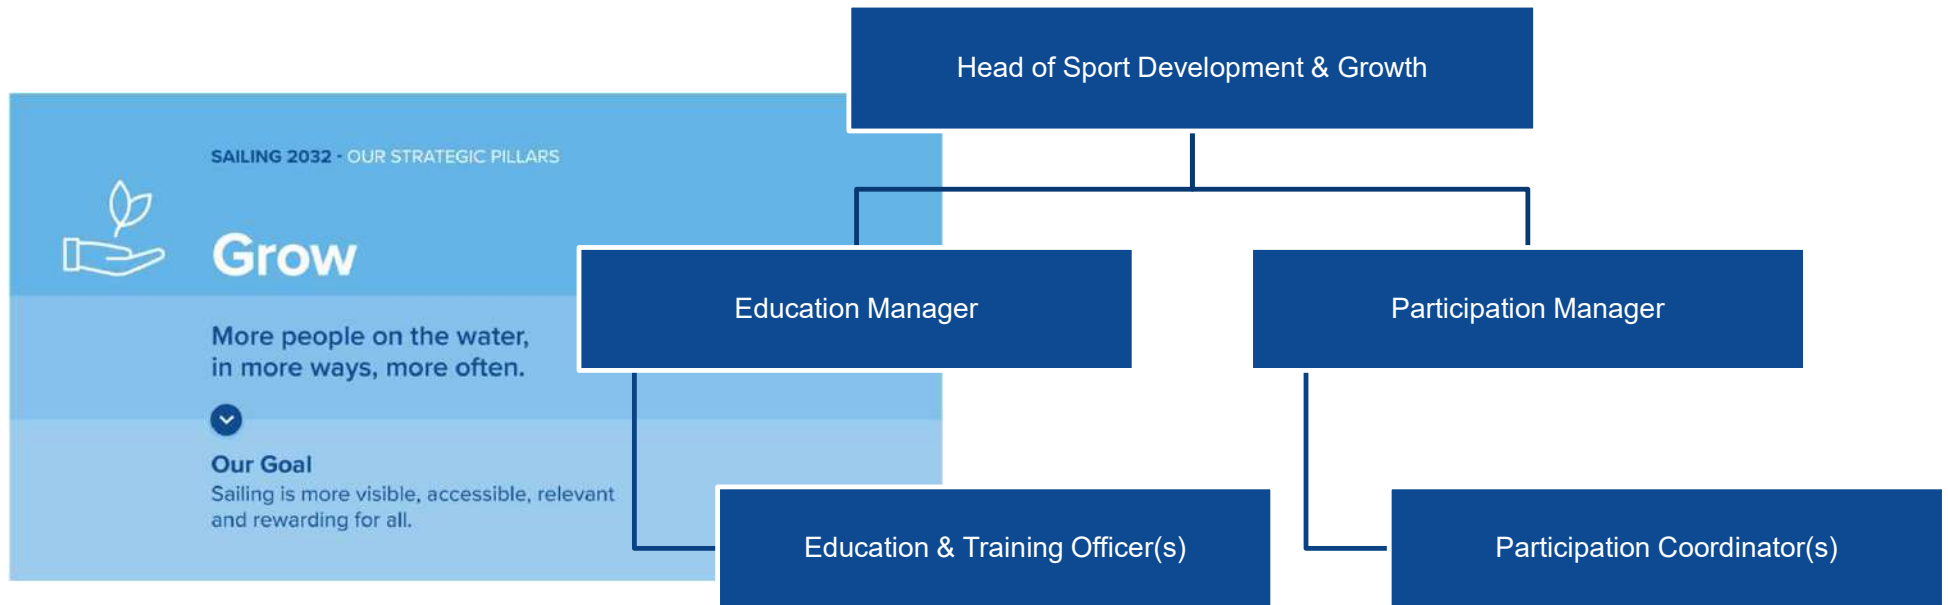 Head of Sport Development & Growth
SAILING 2032 - OUR STRATEGIC PILLARS
Grow
Education Manager
Participation Manager
More people on the water,
in more ways, more often.
Our Goal
Sailing is more visible, accessible, relevant
and rewarding for all.
Education & Training Officer(s)
Participation Coordinator(s)